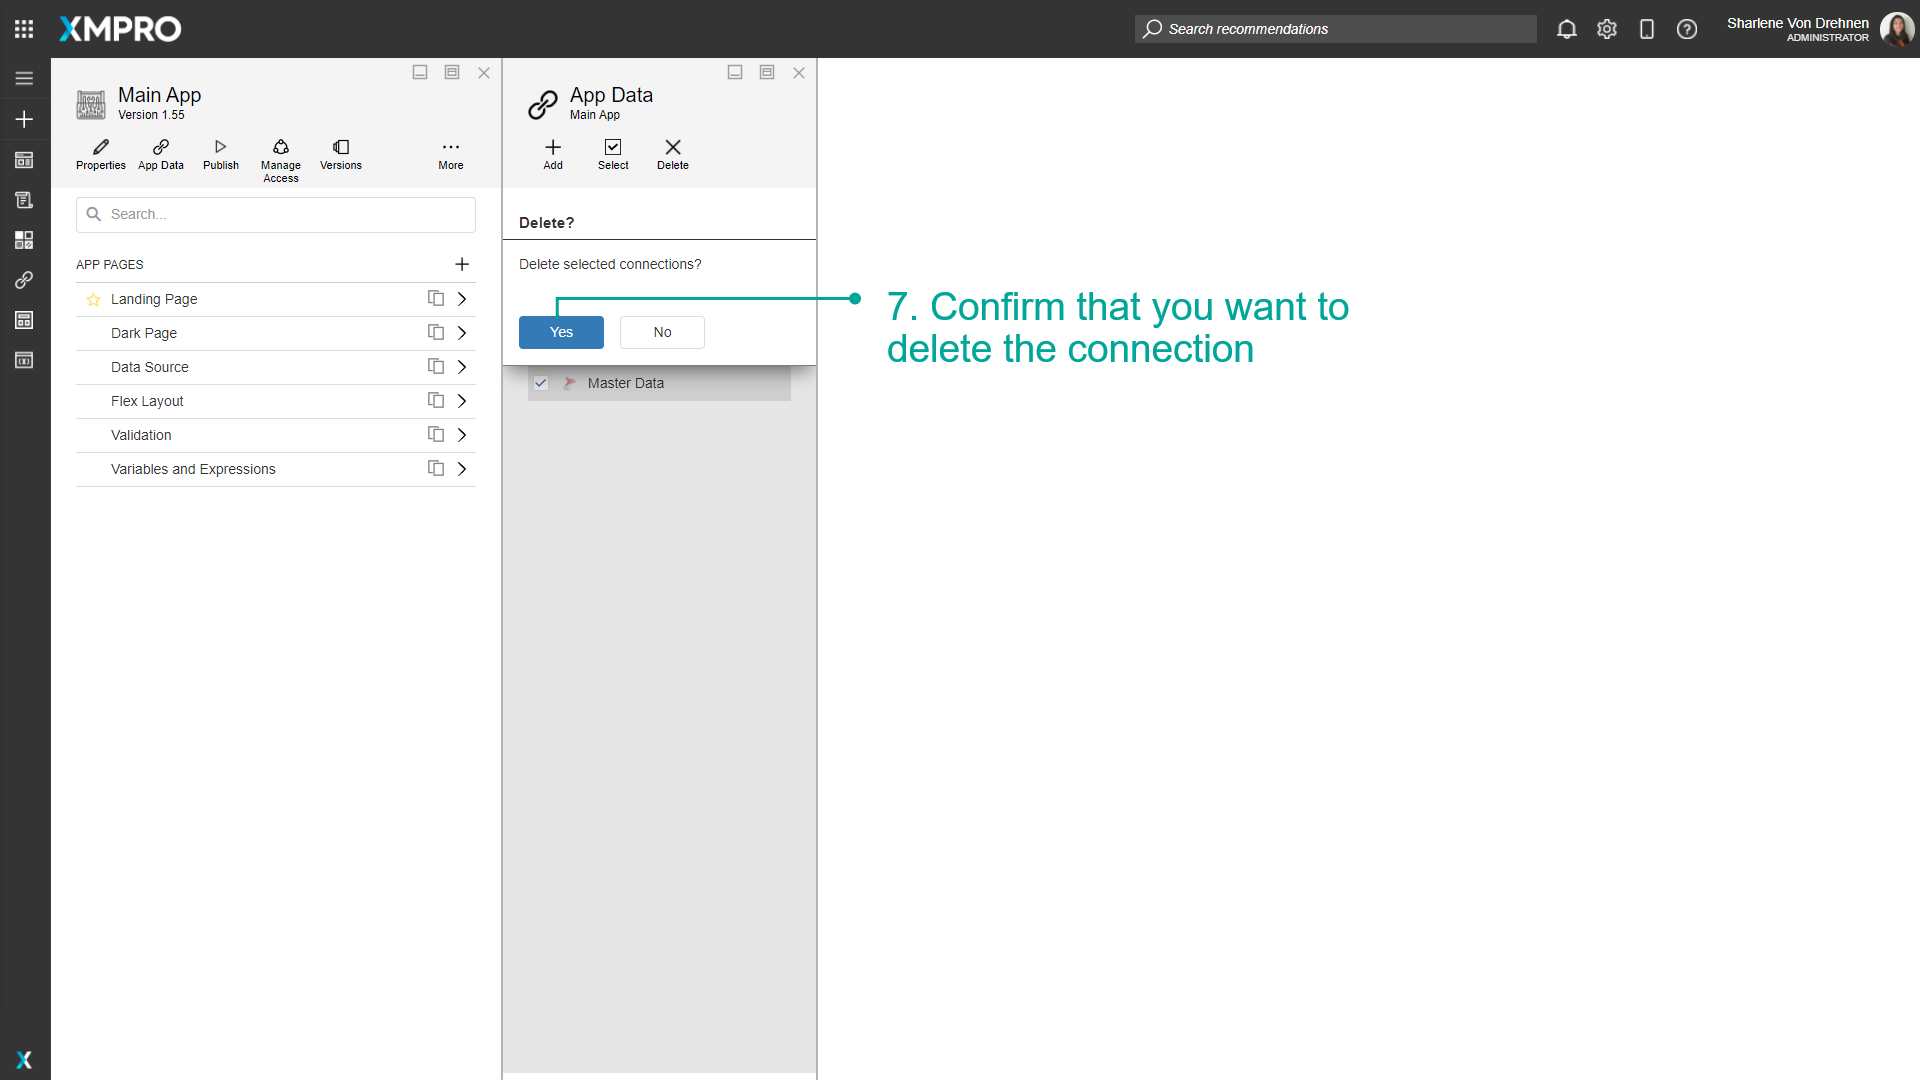 XMPRO
Search recommendations
Sharlene Von Drehnen
ADMINISTRATOR
Main App
Version 1.55
Properties
App Data
Publish
Manage
Access
Versions
More
Search...
APP PAGES
Landing Page
Dark Page
Data Source
Flex Layout
Validation
Variables and Expressions
App Data
Main App
Add
Select
Delete
Delete?
Delete selected connections?
Yes
No
Master Data
7. Confirm that you want to
delete the connection